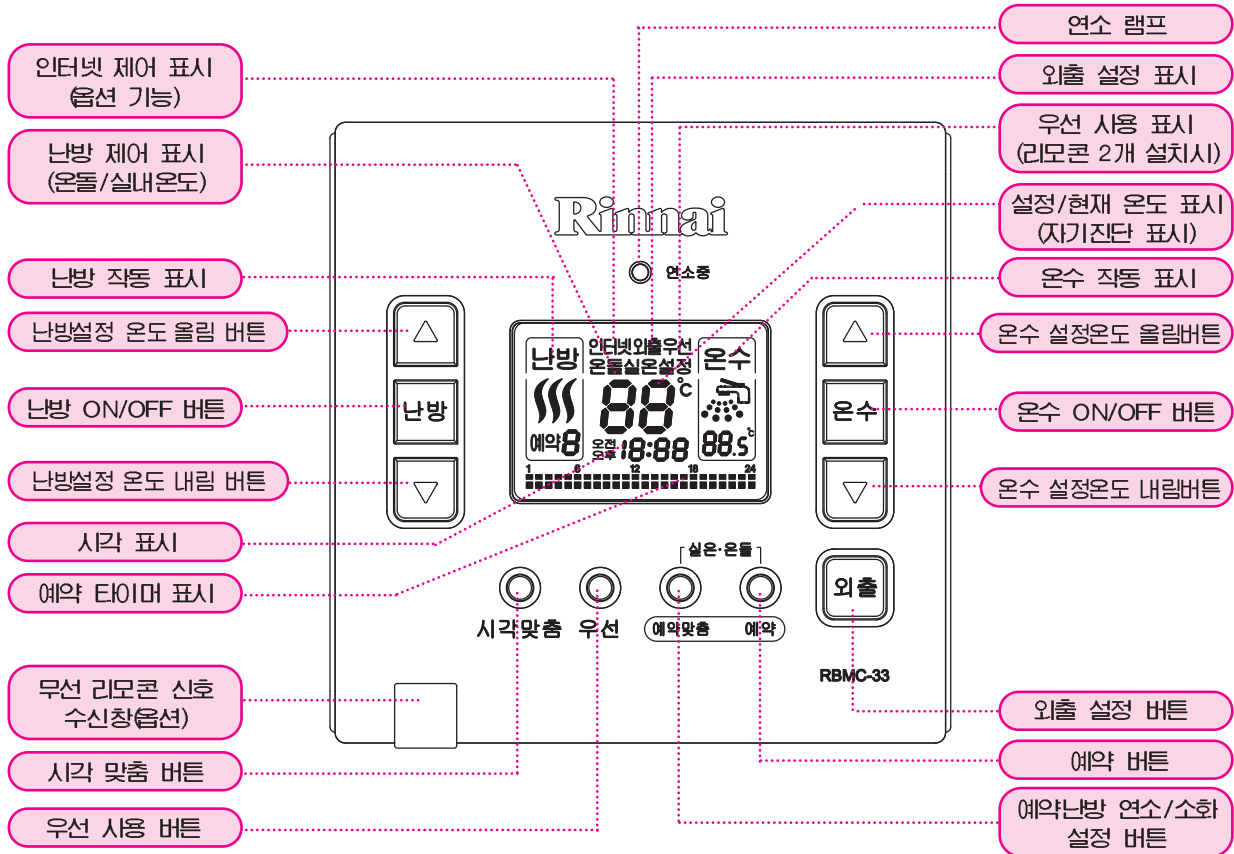 인터넷 제어 표시
(옵션 기능)
난방 제어 표시
(온돌/실내온도)
난방 작동 표시
난방설정 온도 올림 버튼
난방 ON/OFF 버튼
난방설정 온도 내림 버튼
시각 표시
예약 타이머 표시
무선 리모콘 신호
수신창(옵션)
시각 맞춤 버튼
우선 사용 버튼
Rinnai
연소중
△
난방
▽
난방
인터넷외출우선
온돌실온설정
온수
88℃
예약8
오전
오후
18:88
88.5℃
1 6 12 18 24
△
온수
▽
실온·온돌
시각맞춤
우선
예약맞춤
예약
외출
RBMC-33
연소 램프
외출 설정 표시
우선 사용 표시
(리모콘 2개 설치시)
설정/현재 온도 표시
(자기진단 표시)
온수 작동 표시
온수 설정온도 올림버튼
온수 ON/OFF 버튼
온수 설정온도 내림버튼
외출 설정 버튼
예약 버튼
예약난방 연소/소화
설정 버튼